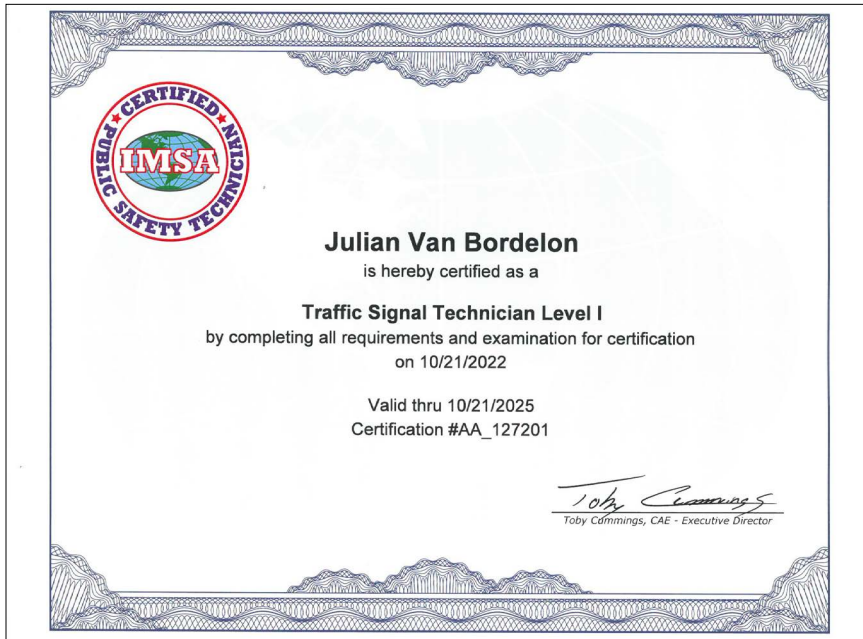 CERTIFIED
PUBLIC SAFETY TECHNICIAN
IMSA
Julian Van Bordelon
is hereby certified as a
Traffic Signal Technician Level I
by completing all requirements and examination for certification
on 10/21/2022
Valid thru 10/21/2025
Certification #AA_127201
Toby Cummings
Toby Cummings, CAE - Executive Director